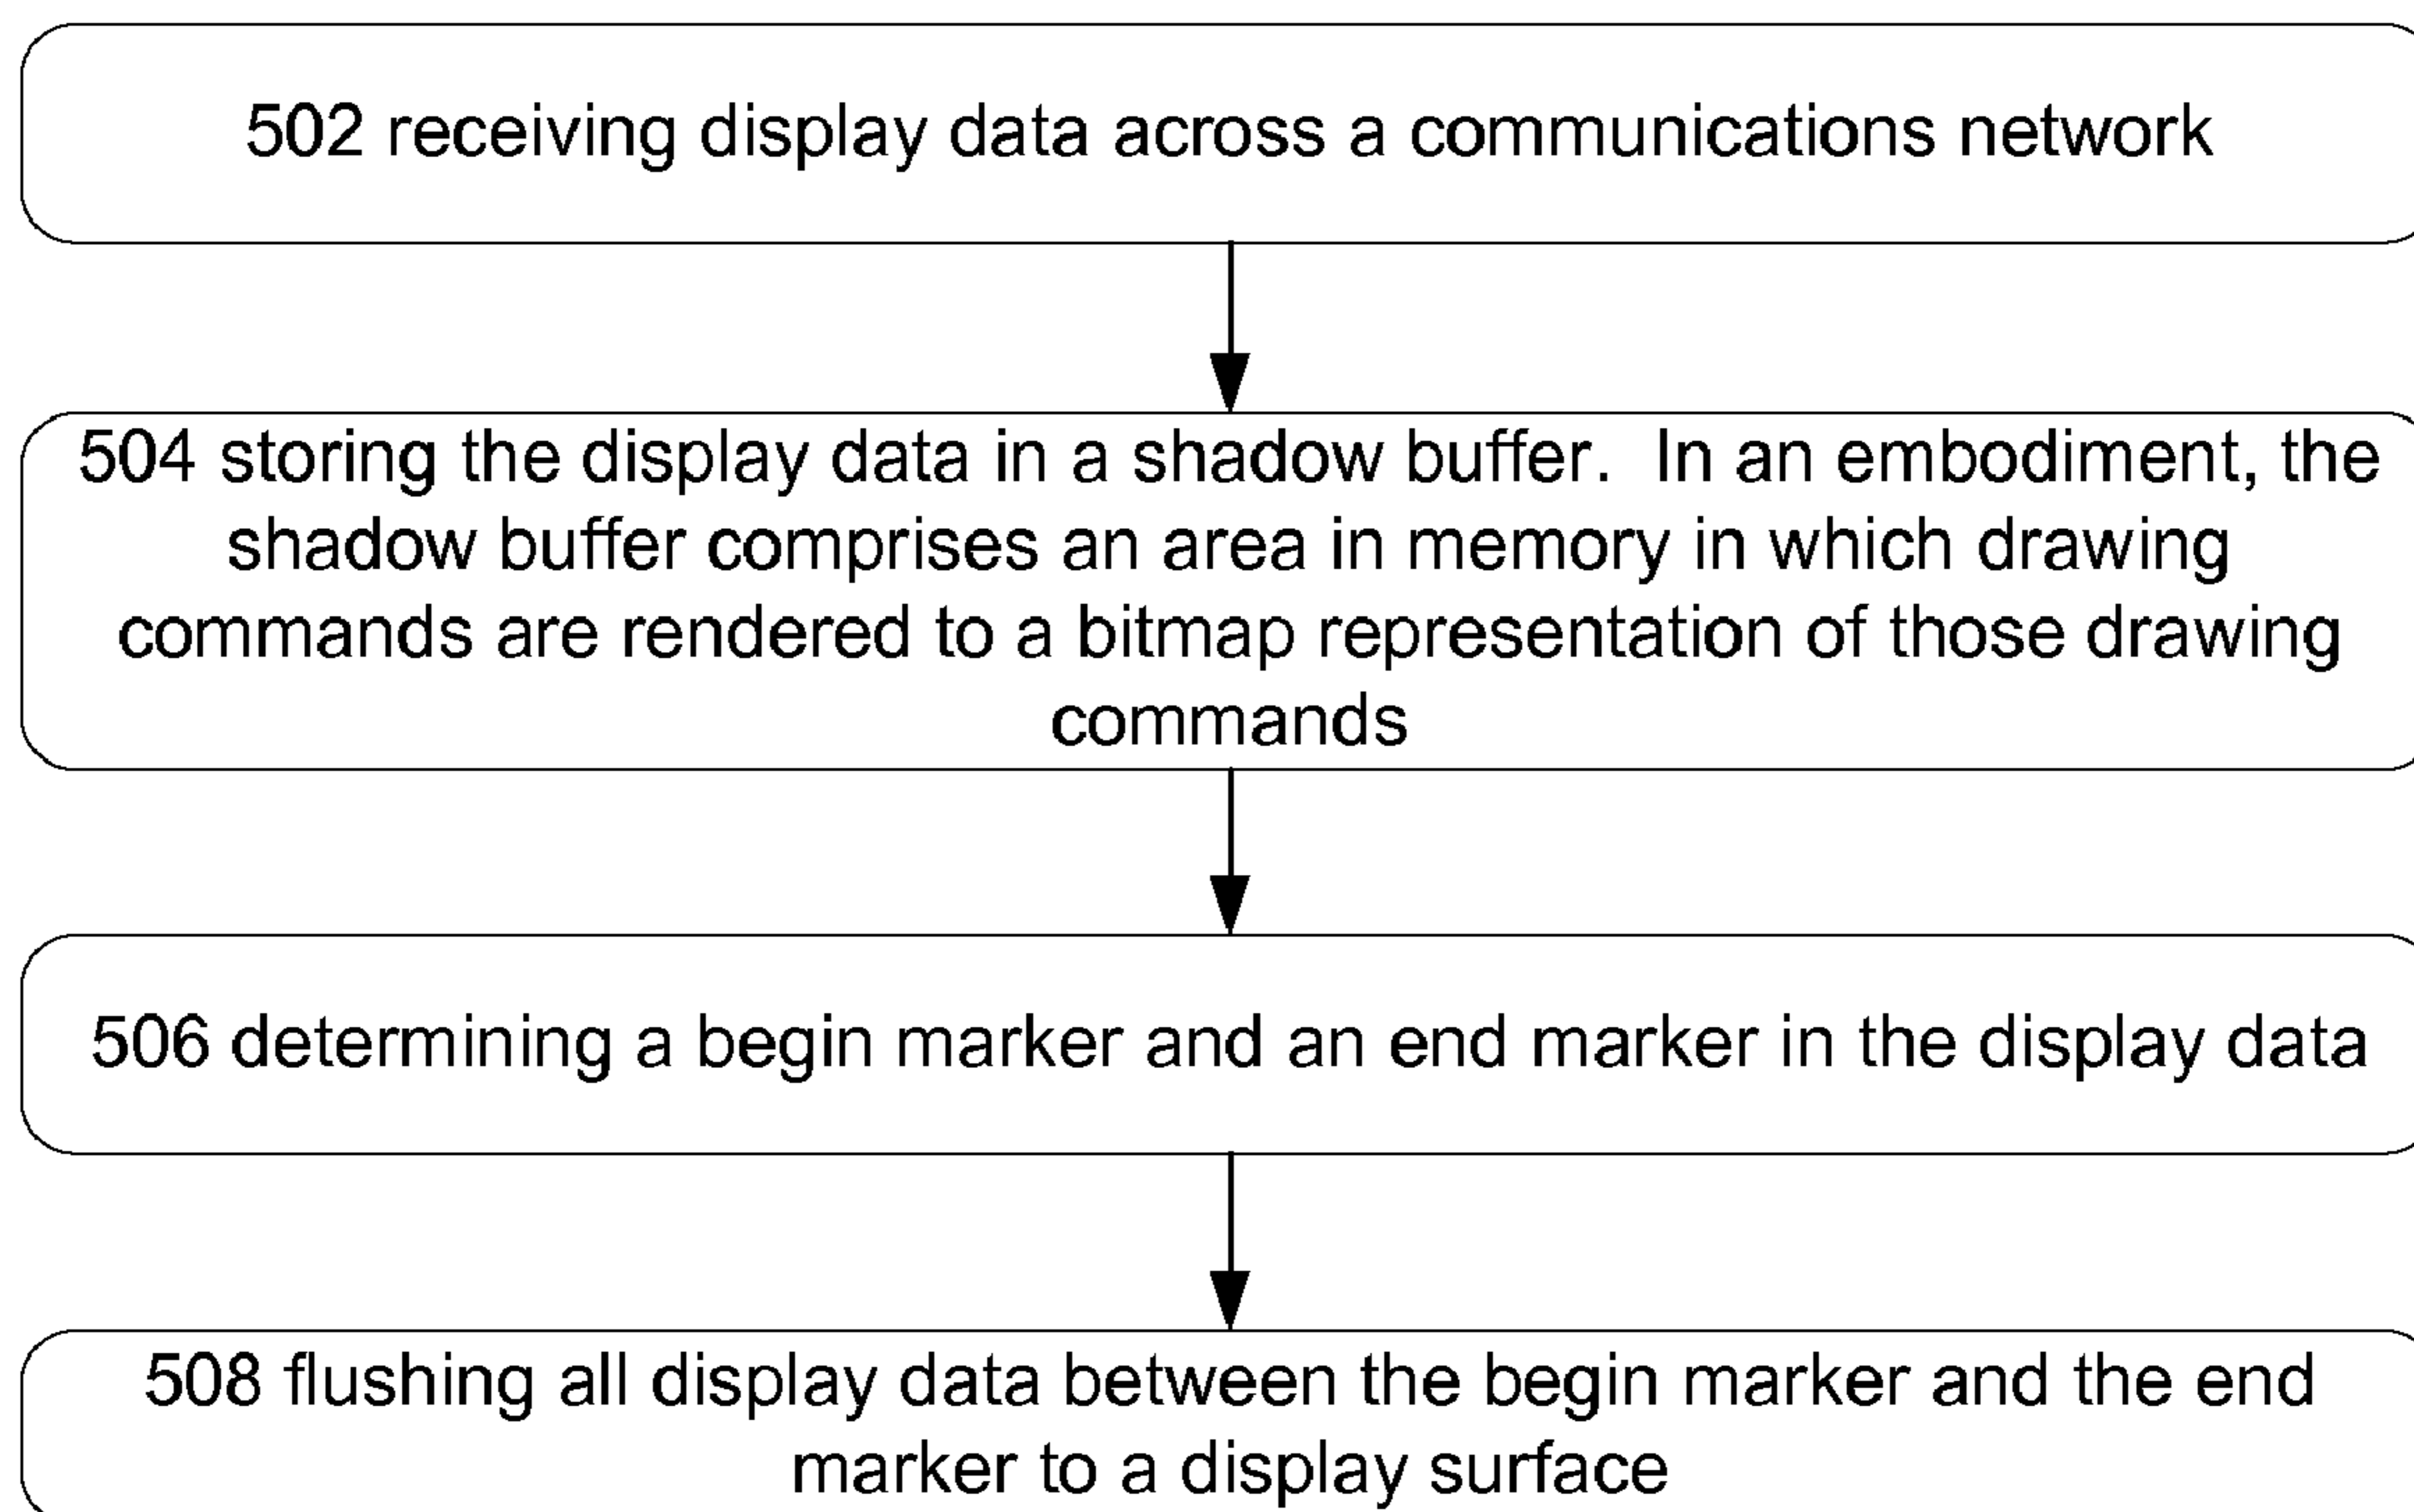 502 receiving display data across a communications network
504 storing the display data in a shadow buffer.  In an embodiment, the
shadow buffer comprises an area in memory in which drawing
commands are rendered to a bitmap representation of those drawing
commands
506 determining a begin marker and an end marker in the display data
508 flushing all display data between the begin marker and the end
marker to a display surface